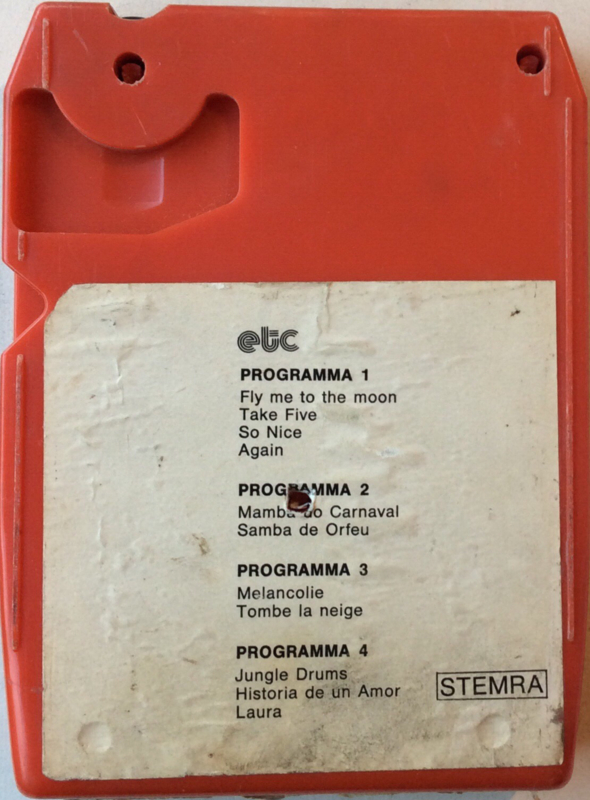 etc
PROGRAMMA 1
Fly me to the moon
Take Five
So Nice
Again
PROGRAMMA 2
Mamba do Carnaval
Samba de Orfeu
PROGRAMMA 3
Melancolie
Tombe la neige
PROGRAMMA 4
Jungle Drums
Historia de un Amor
Laura
STEMRA